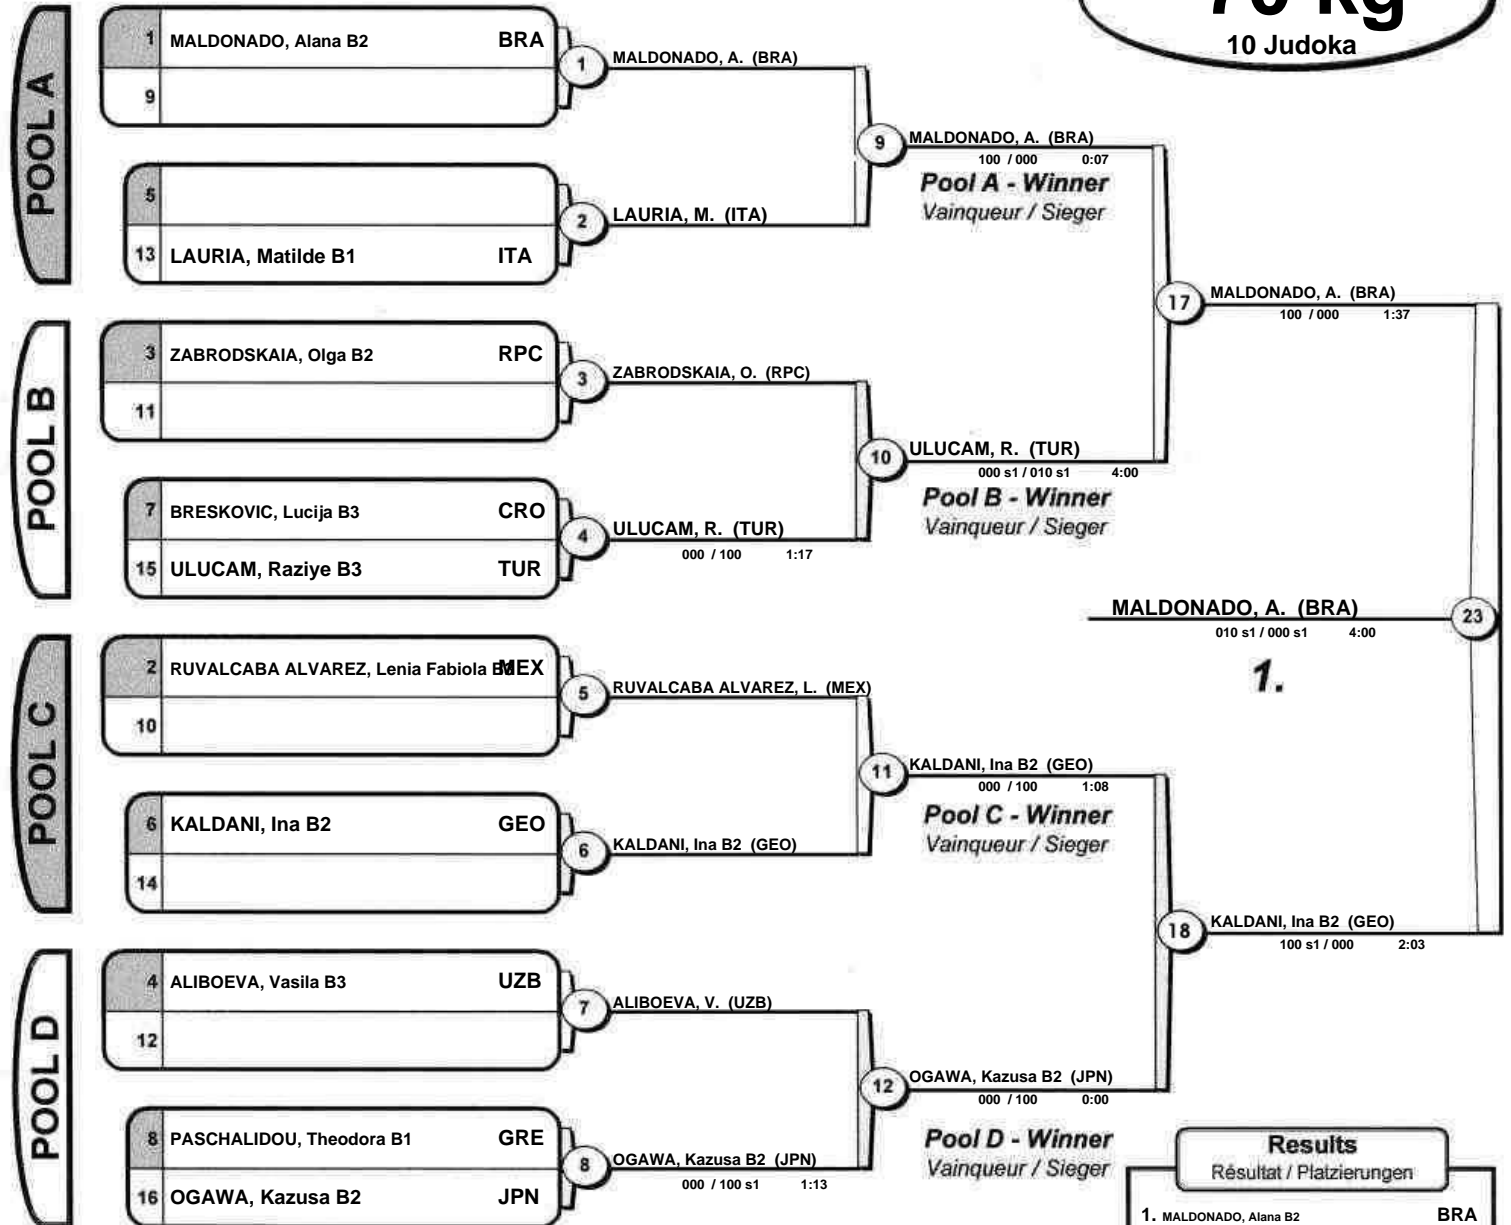 10 Judoka
POOL A
1 MALDONADO, Alana B2 BRA
9
1 MALDONADO, A. (BRA)
5
13 LAURIA, Matilde B1 ITA
2 LAURIA, M. (ITA)
9 MALDONADO, A. (BRA)
100 / 000 0:07
Pool A - Winner
Vainqueur / Sieger
POOL B
3 ZABRODSKAIA, Olga B2 RPC
11
3 ZABRODSKAIA, O. (RPC)
7 BRESKOVIC, Lucija B3 CRO
15 ULUCAM, Raziye B3 TUR
4 ULUCAM, R. (TUR)
000 / 100 1:17
10 ULUCAM, R. (TUR)
000 s1 / 010 s1 4:00
Pool B - Winner
Vainqueur / Sieger
17 MALDONADO, A. (BRA)
100 / 000 1:37
MALDONADO, A. (BRA) 23
010 s1 / 000 s1 4:00
1.
POOL C
2 RUVALCABA ALVAREZ, Lenia Fabiola MEX
10
5 RUVALCABA ALVAREZ, L. (MEX)
6 KALDANI, Ina B2 GEO
14
6 KALDANI, Ina B2 (GEO)
11 KALDANI, Ina B2 (GEO)
000 / 100 1:08
Pool C - Winner
Vainqueur / Sieger
18 KALDANI, Ina B2 (GEO)
100 s1 / 000 2:03
POOL D
4 ALIBOEVA, Vasila B3 UZB
12
7 ALIBOEVA, V. (UZB)
8 PASCHALIDOU, Theodora B1 GRE
16 OGAWA, Kazusa B2 JPN
8 OGAWA, Kazusa B2 (JPN)
000 / 100 s1 1:13
12 OGAWA, Kazusa B2 (JPN)
000 / 100 0:00
Pool D - Winner
Vainqueur / Sieger
Results
Résultat / Platzierungen
1. MALDONADO, Alana B2 BRA